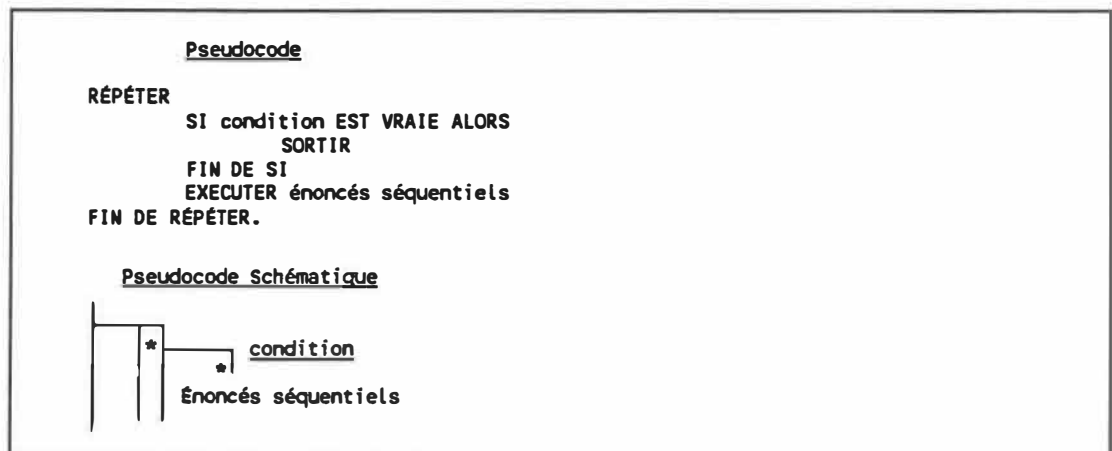 Pseudocode
RÉPÉTER
SI condition EST VRAIE ALORS
SORTIR
FIN DE SI
EXECUTER énoncés séquentiels
FIN DE RÉPÉTER.
Pseudocode Schématique
* condition
*
Énoncés séquentiels